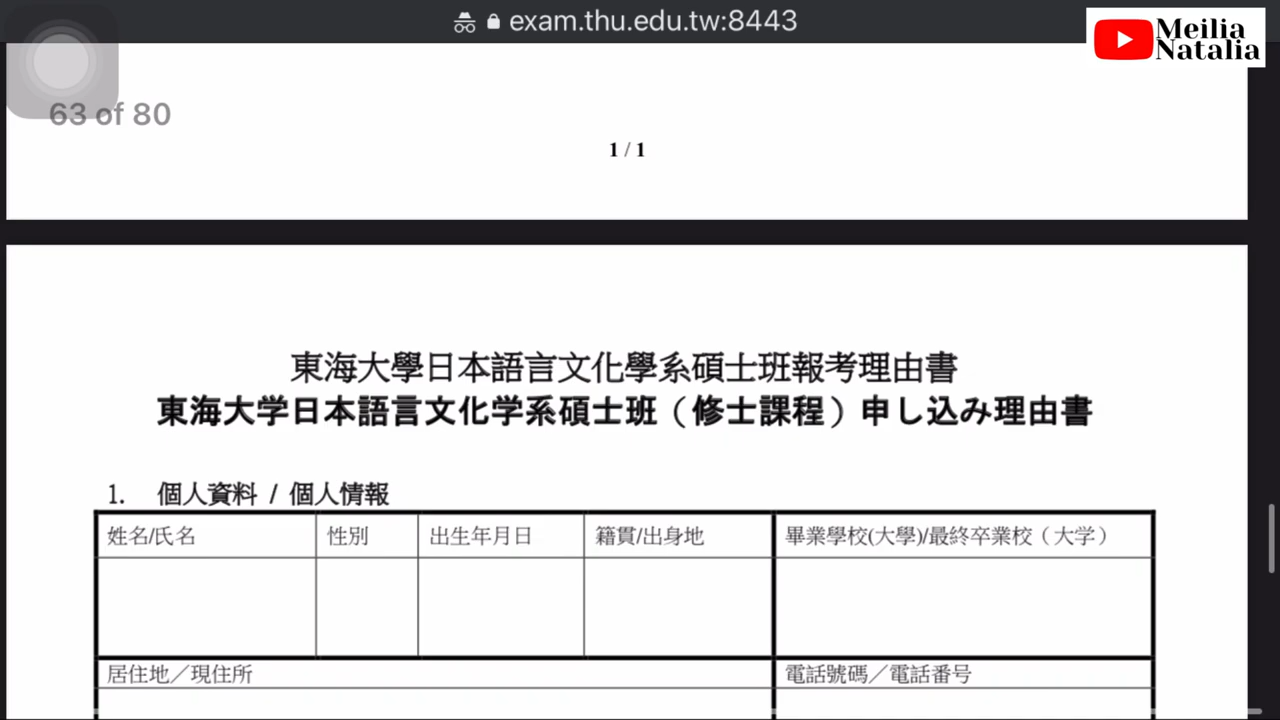 exam.thu.edu.tw:8443
Meilia
Natalia
63 of 80
1 / 1
東海大學日本語言文化學系碩士班報考理由書
東海大学日本語言文化学系碩士班（修士課程）申し込み理由書
1. 個人資料 / 個人情報
姓名/氏名 性別 出生年月日 籍貫/出身地 畢業學校(大學)/最終卒業校（大学）
居住地／現住所 電話號碼／電話番号